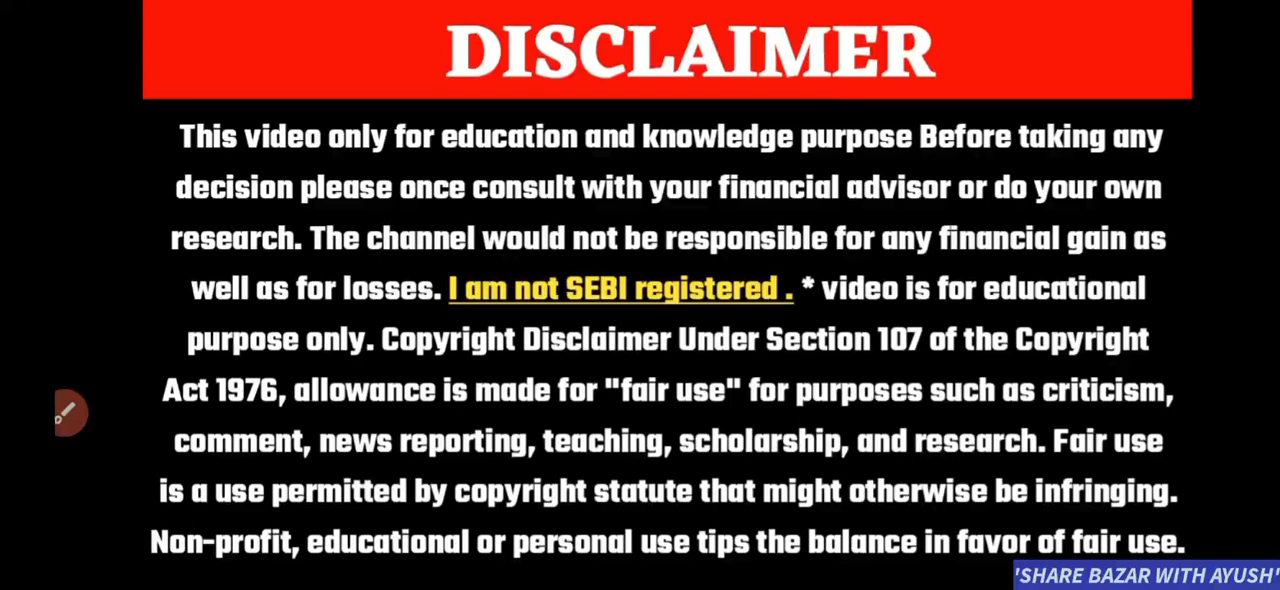 DISCLAIMER
This video only for education and knowledge purpose Before taking any
decision please once consult with your financial advisor or do your own
research. The channel would not be responsible for any financial gain as
well as for losses. I am not SEBI registered . * video is for educational
purpose only. Copyright Disclaimer Under Section 107 of the Copyright
Act 1976, allowance is made for "fair use" for purposes such as criticism,
comment, news reporting, teaching, scholarship, and research. Fair use
is a use permitted by copyright statute that might otherwise be infringing.
Non-profit, educational or personal use tips the balance in favor of fair use.
'SHARE BAZAR WITH AYUSH'